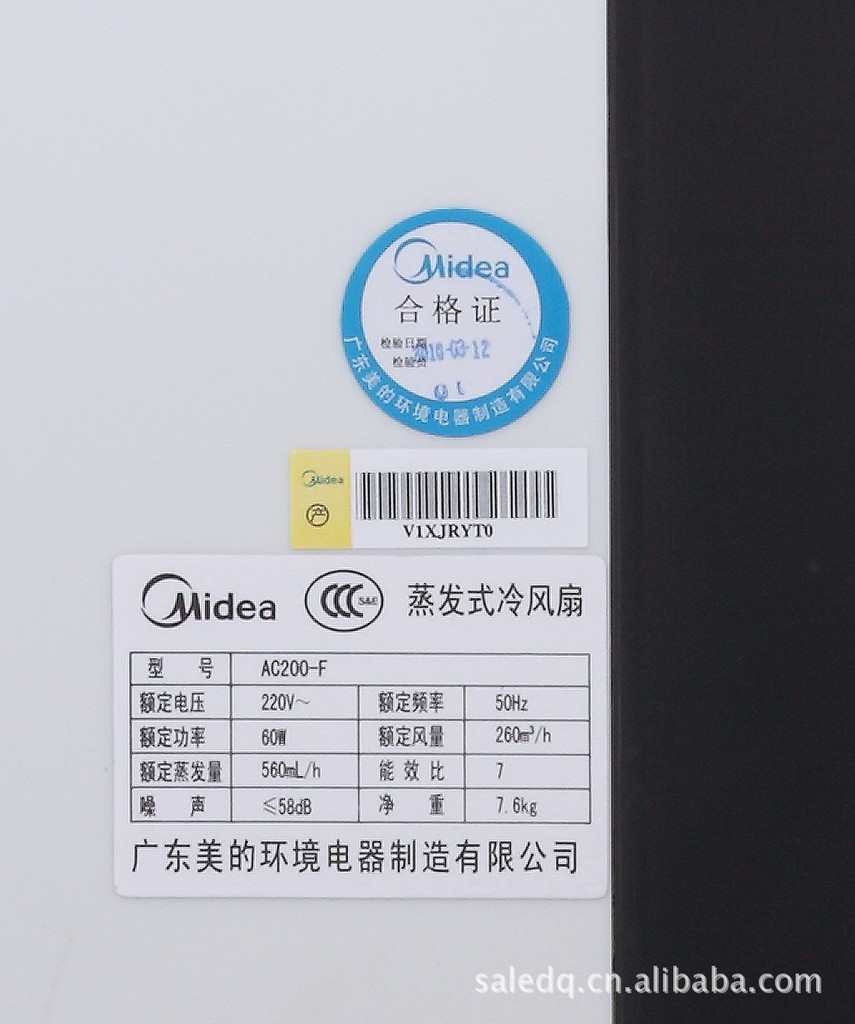 Midea
合格证
检验日期
2016-03-12
检验员
广东美的环境电器制造有限公司
Midea
产
V1XJRYT0
Midea
CCC S&E
蒸发式冷风扇
型 号 AC200-F
额定电压 220V～ 额定频率 50Hz
额定功率 60W 额定风量 260m³/h
额定蒸发量 560mL/h 能效比 7
噪 声 ≤58dB 净 重 7.6kg
广东美的环境电器制造有限公司
saledq.cn.alibaba.com